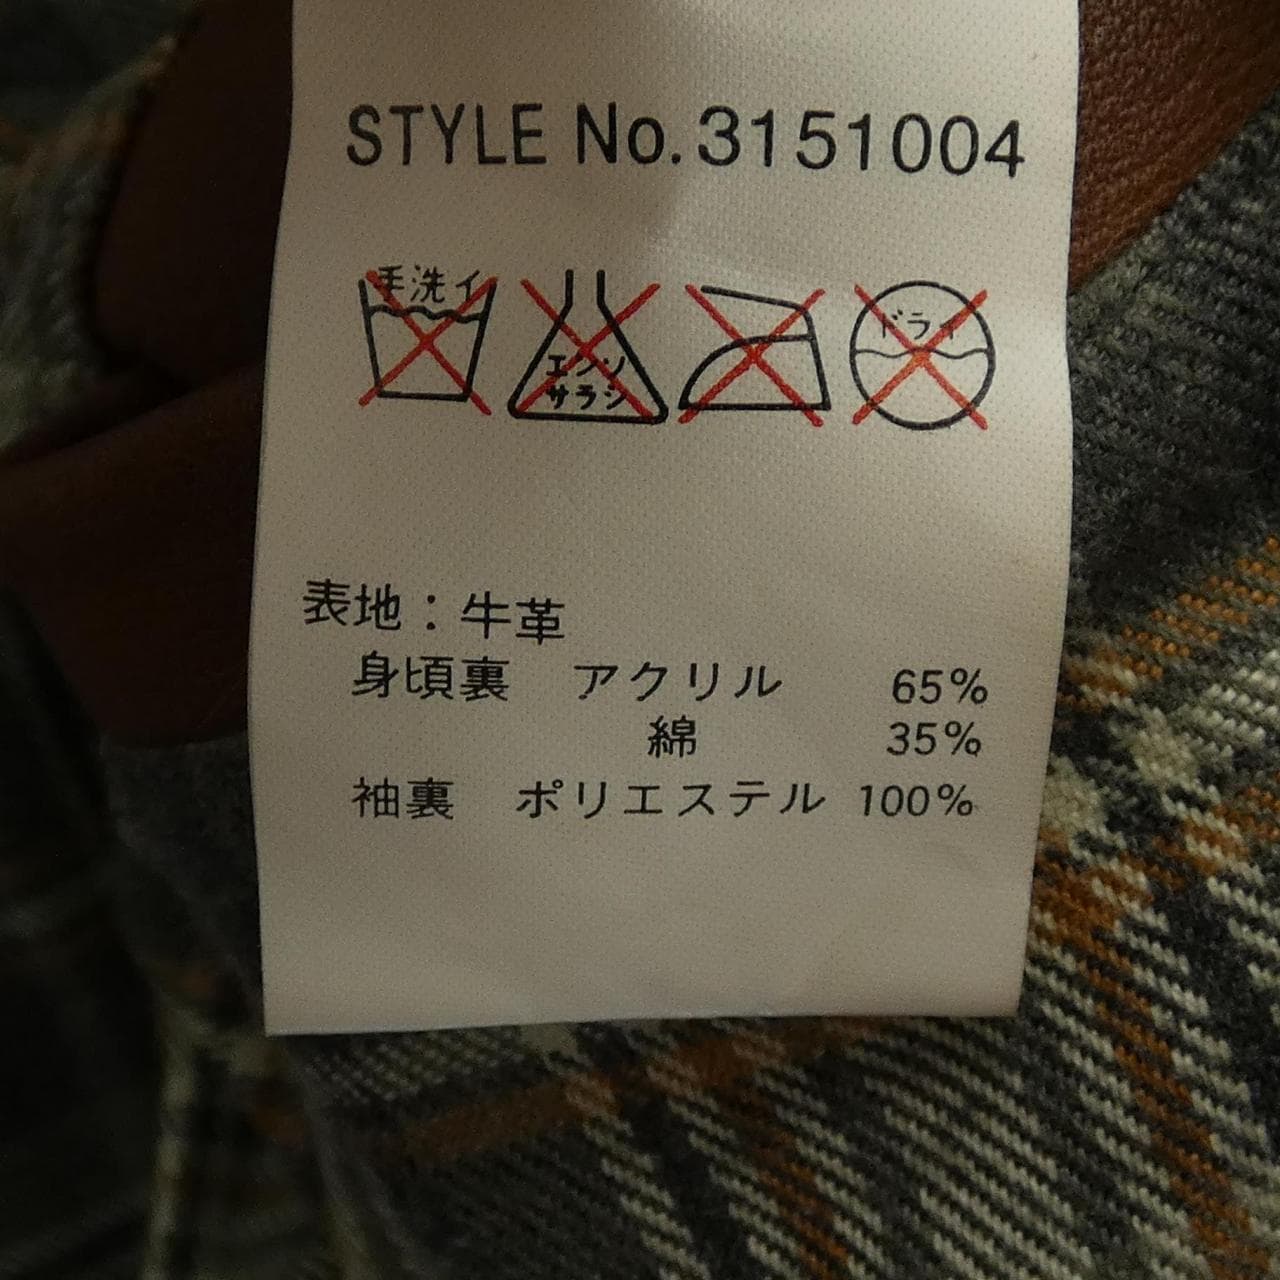 STYLE No.3151004
手洗イ エンソ サラシ ドライ
表地：牛革
身頃裏 アクリル 65%
綿 35%
袖裏 ポリエステル 100%